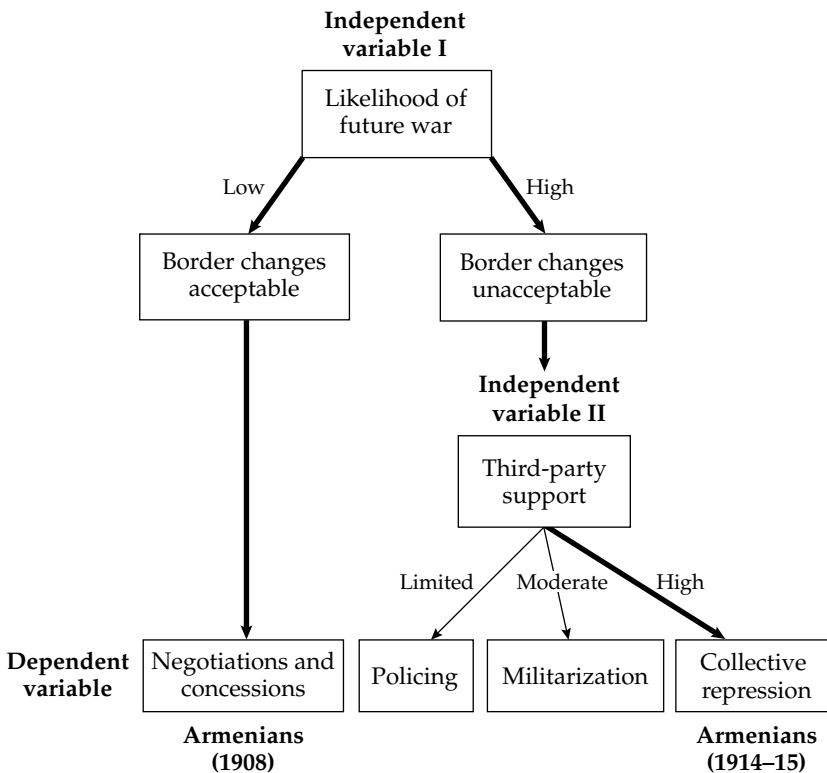 Independent
variable I
Likelihood of
future war
Low
High
Border changes
acceptable
Border changes
unacceptable
Independent
variable II
Third-party
support
Limited
Moderate
High
Dependent
variable
Negotiations and
concessions
Policing
Militarization
Collective
repression
Armenians
(1908)
Armenians
(1914–15)